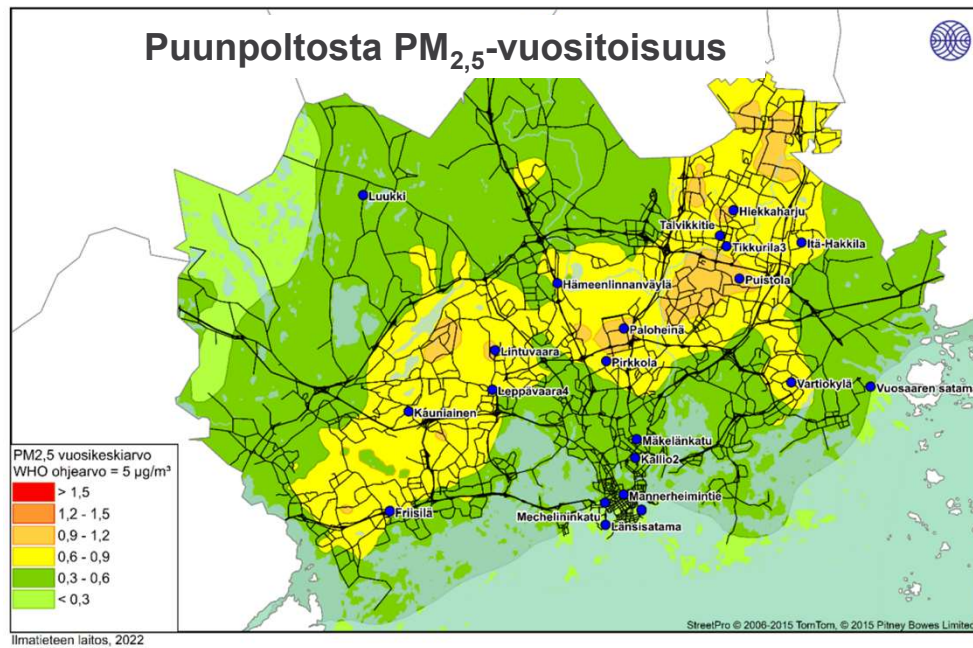 Puunpoltosta PM2,5-vuositoisuus
Luukki
Hiekkaharju
Talvikkitie
Tikkurila3
Itä-Hakkila
Puistola
Hämeenlinnanväylä
Paloheinä
Lintuvaara
Pirkkola
Vartiokylä
Vuosaaren satama
Leppävaara4
Kauniainen
Mäkelänkatu
Kallio2
Mannerheimintie
Mechelininkatu
Länsisatama
Friisilä
PM2,5 vuosikeskiarvo
WHO ohjearvo = 5 µg/m³
> 1,5
1,2 - 1,5
0,9 - 1,2
0,6 - 0,9
0,3 - 0,6
< 0,3
StreetPro © 2006-2015 TomTom, © 2015 Pitney Bowes Limited
Ilmatieteen laitos, 2022